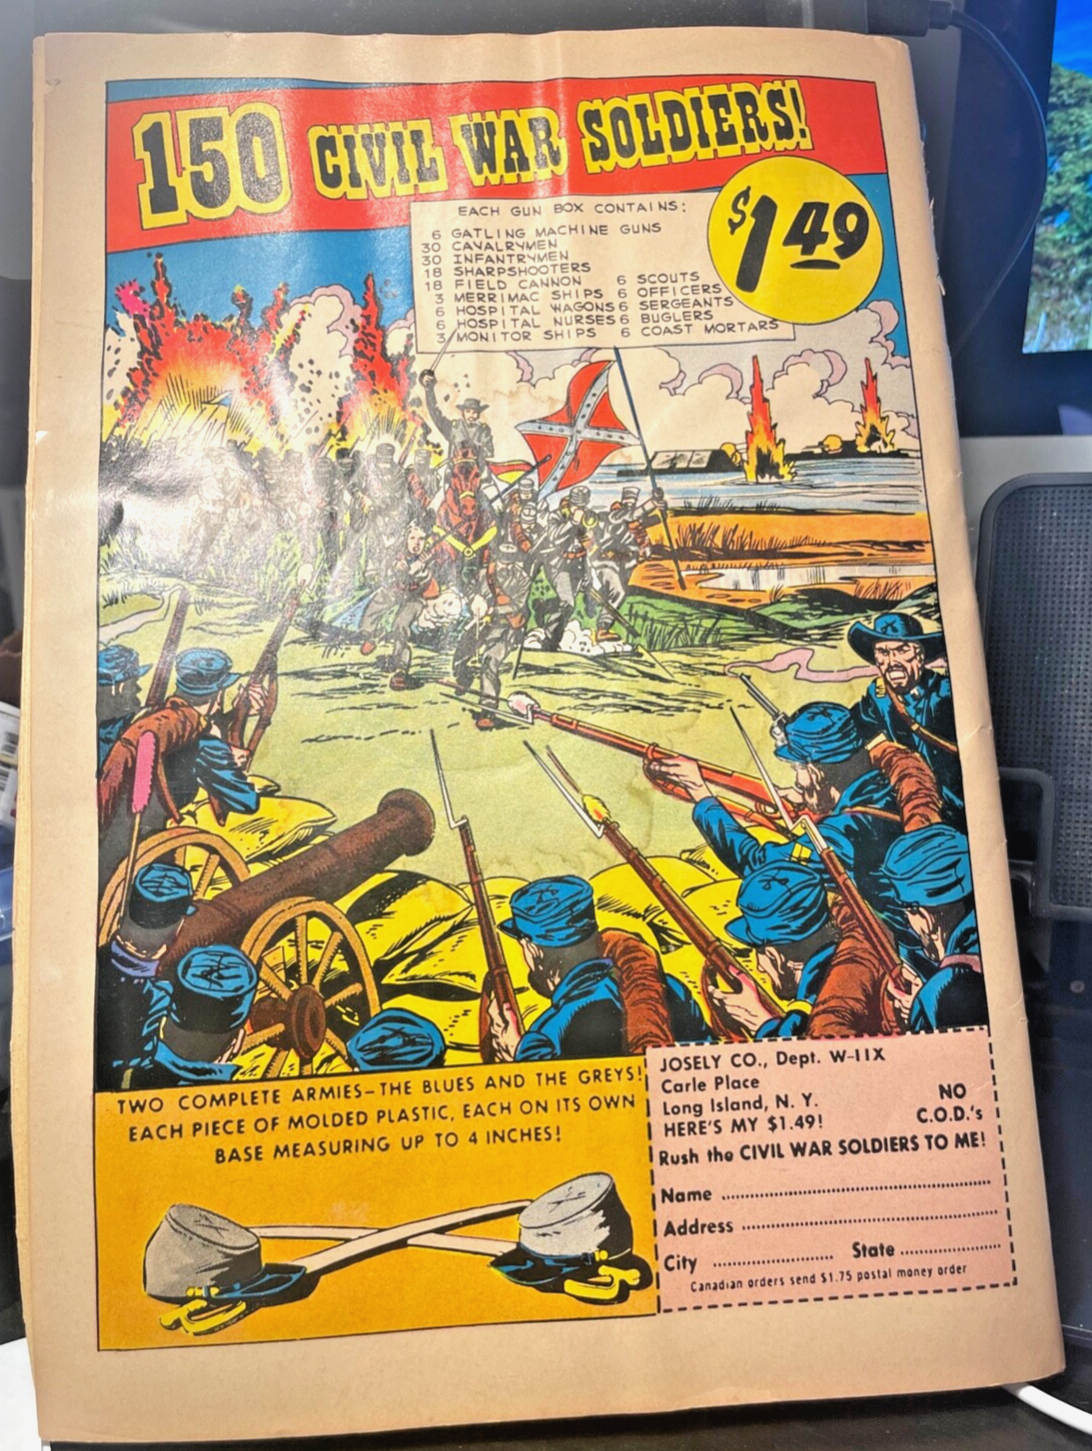 150 CIVIL WAR SOLDIERS!
$1.49
EACH GUN BOX CONTAINS:
6 GATLING MACHINE GUNS
30 CAVALRYMEN
30 INFANTRYMEN
18 SHARPSHOOTERS
18 FIELD CANNON
3 MERRIMAC SHIPS
6 HOSPITAL WAGONS
6 HOSPITAL NURSES
3 MONITOR SHIPS
6 SCOUTS
6 OFFICERS
6 SERGEANTS
6 BUGLERS
6 COAST MORTARS
TWO COMPLETE ARMIES—THE BLUES AND THE GREYS!
EACH PIECE OF MOLDED PLASTIC, EACH ON ITS OWN
BASE MEASURING UP TO 4 INCHES!
JOSELY CO., Dept. W-11X
Carle Place
Long Island, N. Y.
HERE'S MY $1.49!
NO
C.O.D.'s
Rush the CIVIL WAR SOLDIERS TO ME!
Name
Address
City State
Canadian orders send $1.75 postal money order